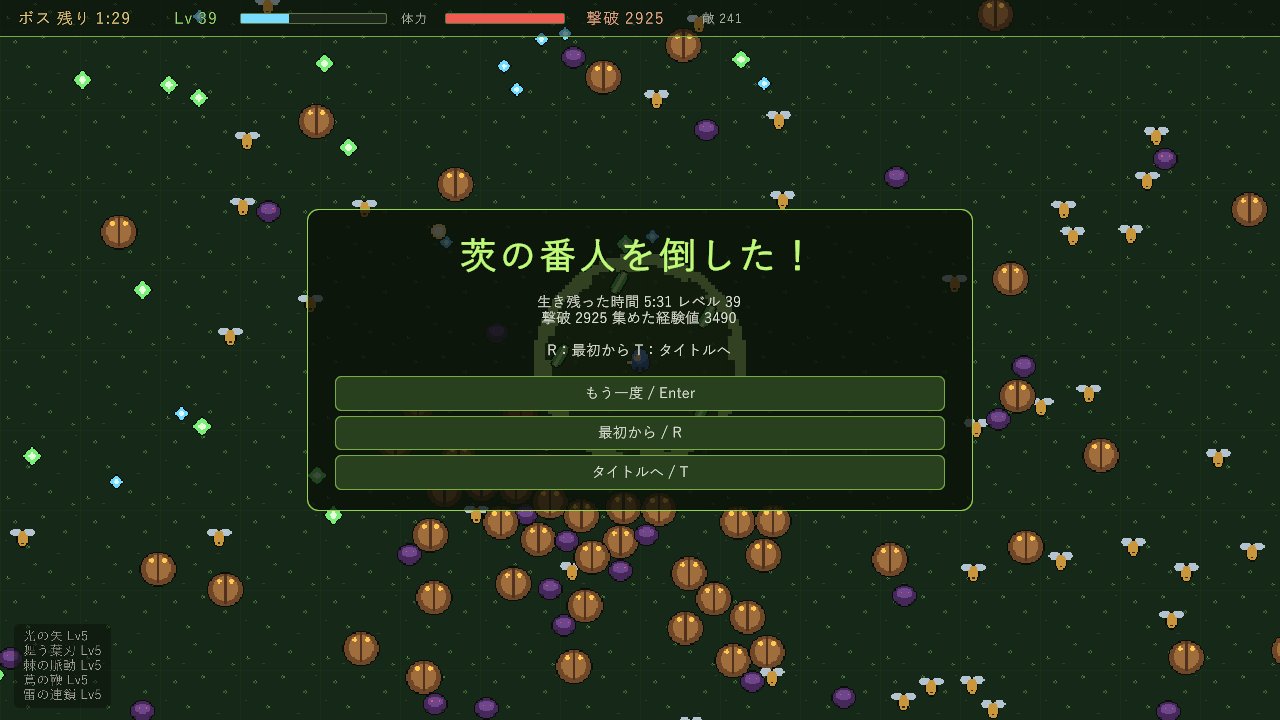 ボス 残り 1:29 Lv 39 体力 撃破 2925 敵 241
茨の番人を倒した！
生き残った時間 5:31 レベル 39
撃破 2925 集めた経験値 3490
R：最初から T：タイトルへ
もう一度 / Enter
最初から / R
タイトルへ / T
光の矢 Lv5
舞う葉刃 Lv5
棘の脈動 Lv5
蔦の鞭 Lv5
雷の連鎖 Lv5